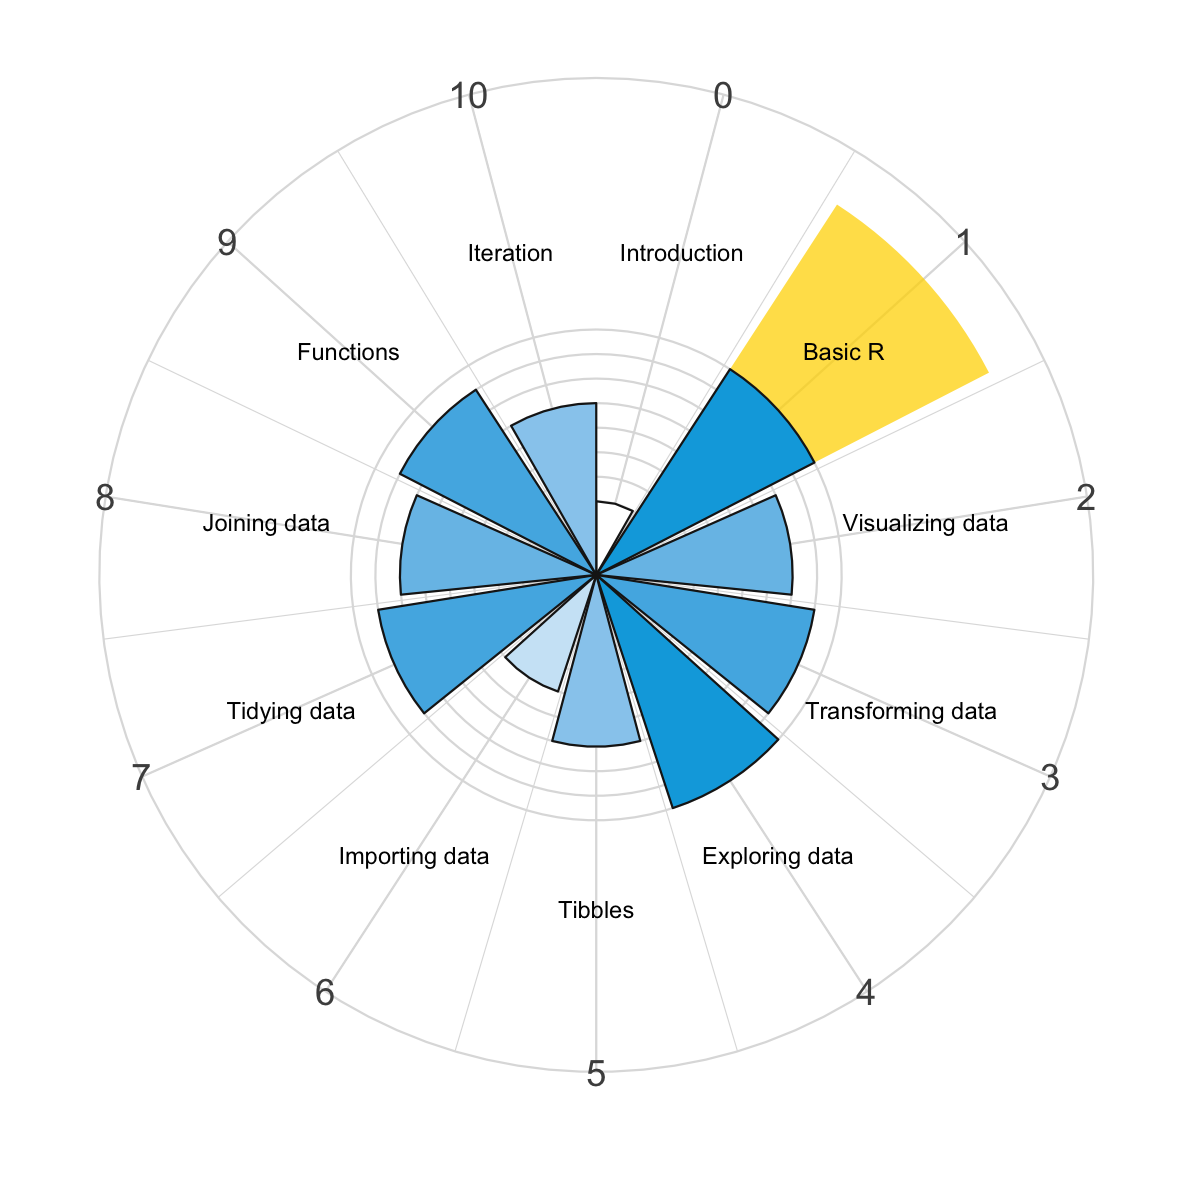 10
0
9
1
Iteration
Introduction
Functions
Basic R
8
2
Joining data
Visualizing data
Tidying data
Transforming data
7
3
Importing data
Exploring data
Tibbles
6
4
5